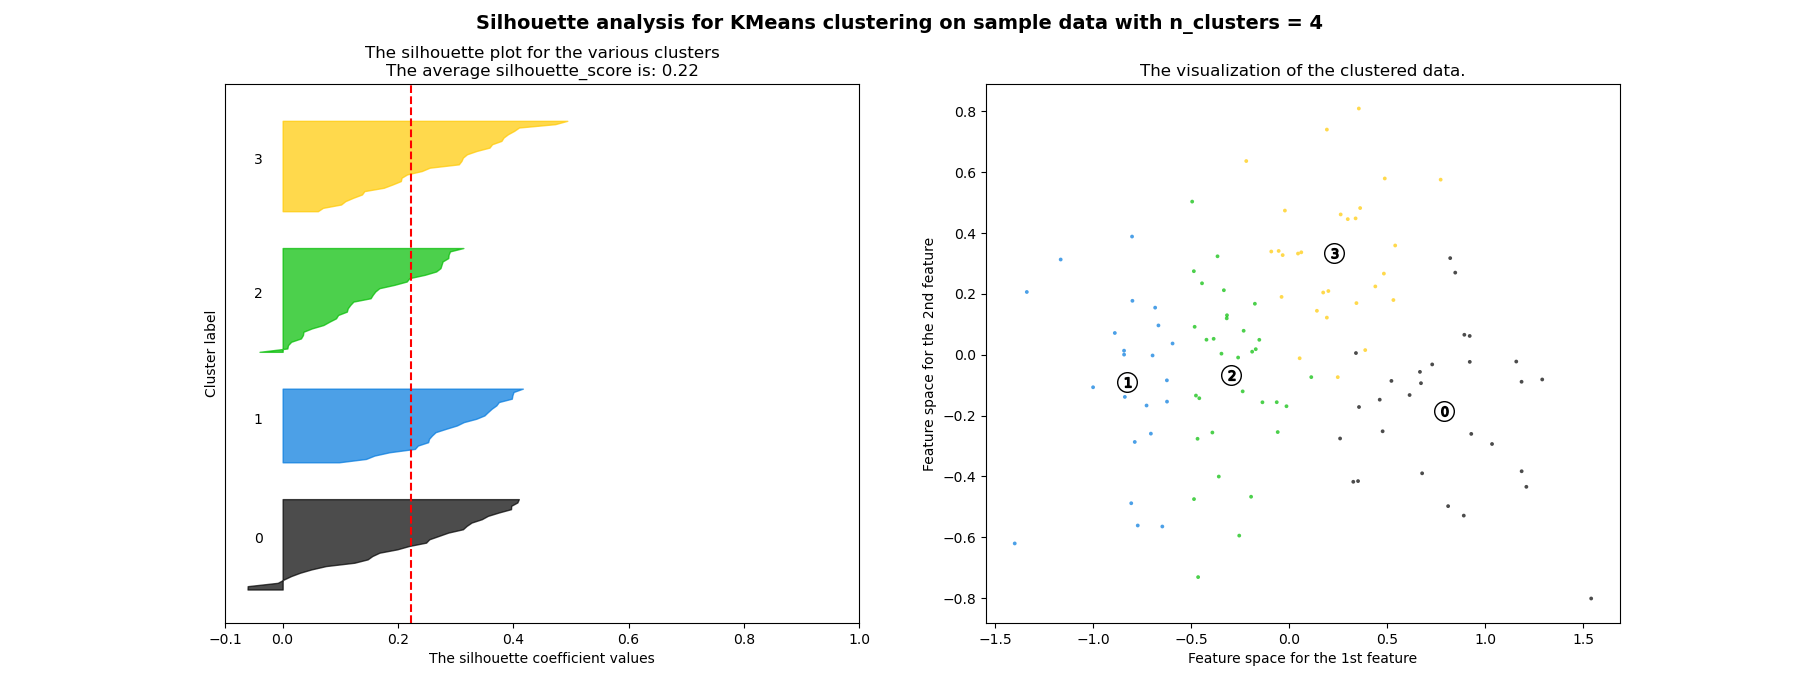 Silhouette analysis for KMeans clustering on sample data with n_clusters = 4
The silhouette plot for the various clusters
The average silhouette_score is: 0.22
3
2
1
0
Cluster label
−0.1 0.0 0.2 0.4 0.6 0.8 1.0
The silhouette coefficient values
The visualization of the clustered data.
0.8
0.6
0.4
0.2
0.0
−0.2
−0.4
−0.6
−0.8
Feature space for the 2nd feature
3
2
1
0
−1.5 −1.0 −0.5 0.0 0.5 1.0 1.5
Feature space for the 1st feature